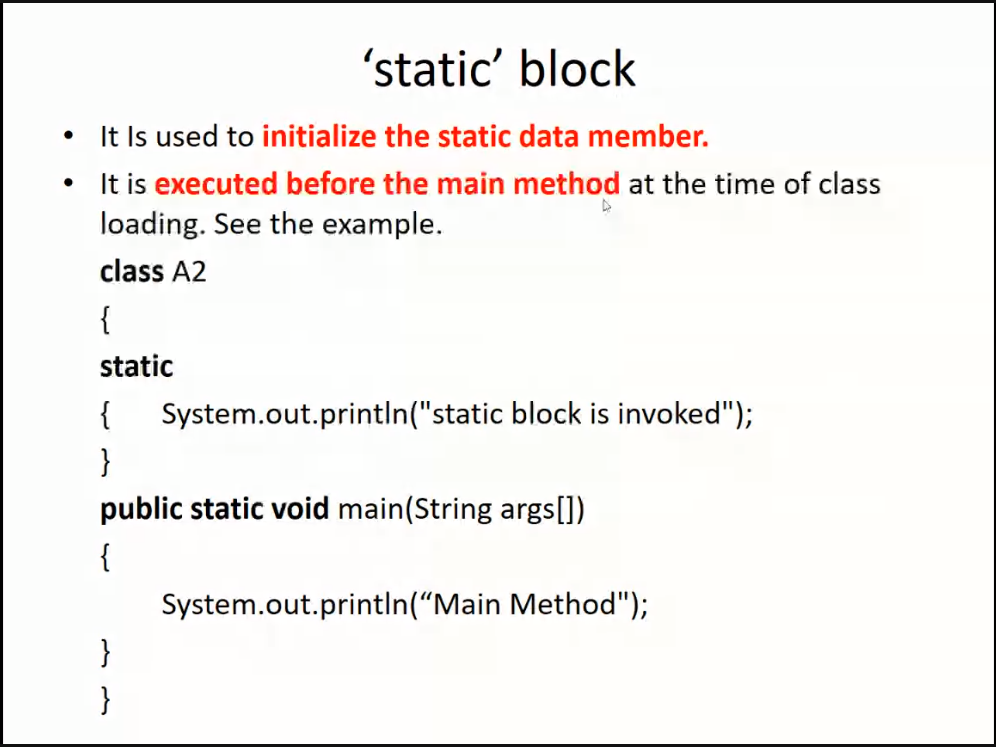 ‘static’ block
• It Is used to initialize the static data member.
• It is executed before the main method at the time of class
loading. See the example.
class A2
{
static
{ System.out.println("static block is invoked");
}
public static void main(String args[])
{
System.out.println(“Main Method");
}
}